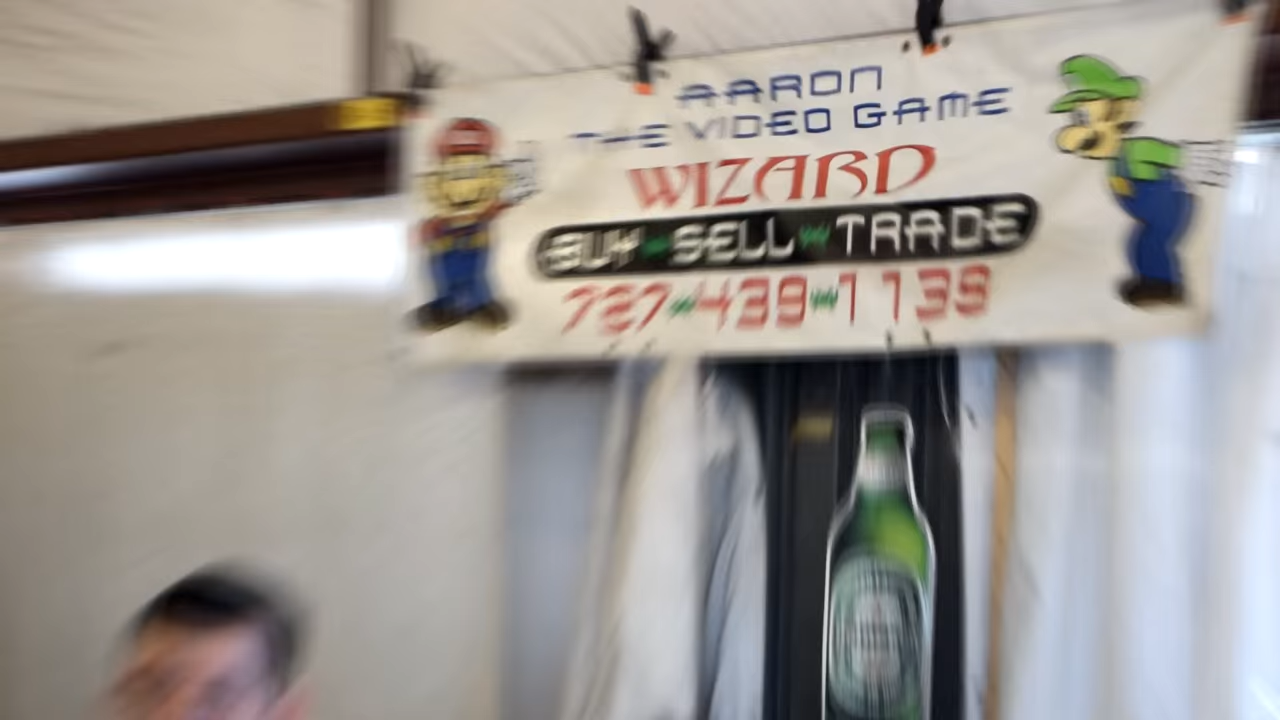 AARON
THE VIDEO GAME
WIZARD
BUY SELL TRADE
727-439-1139